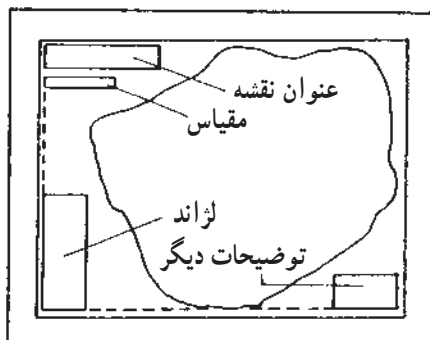 عنوان نقشه
مقیاس
لژاند
توضیحات دیگر